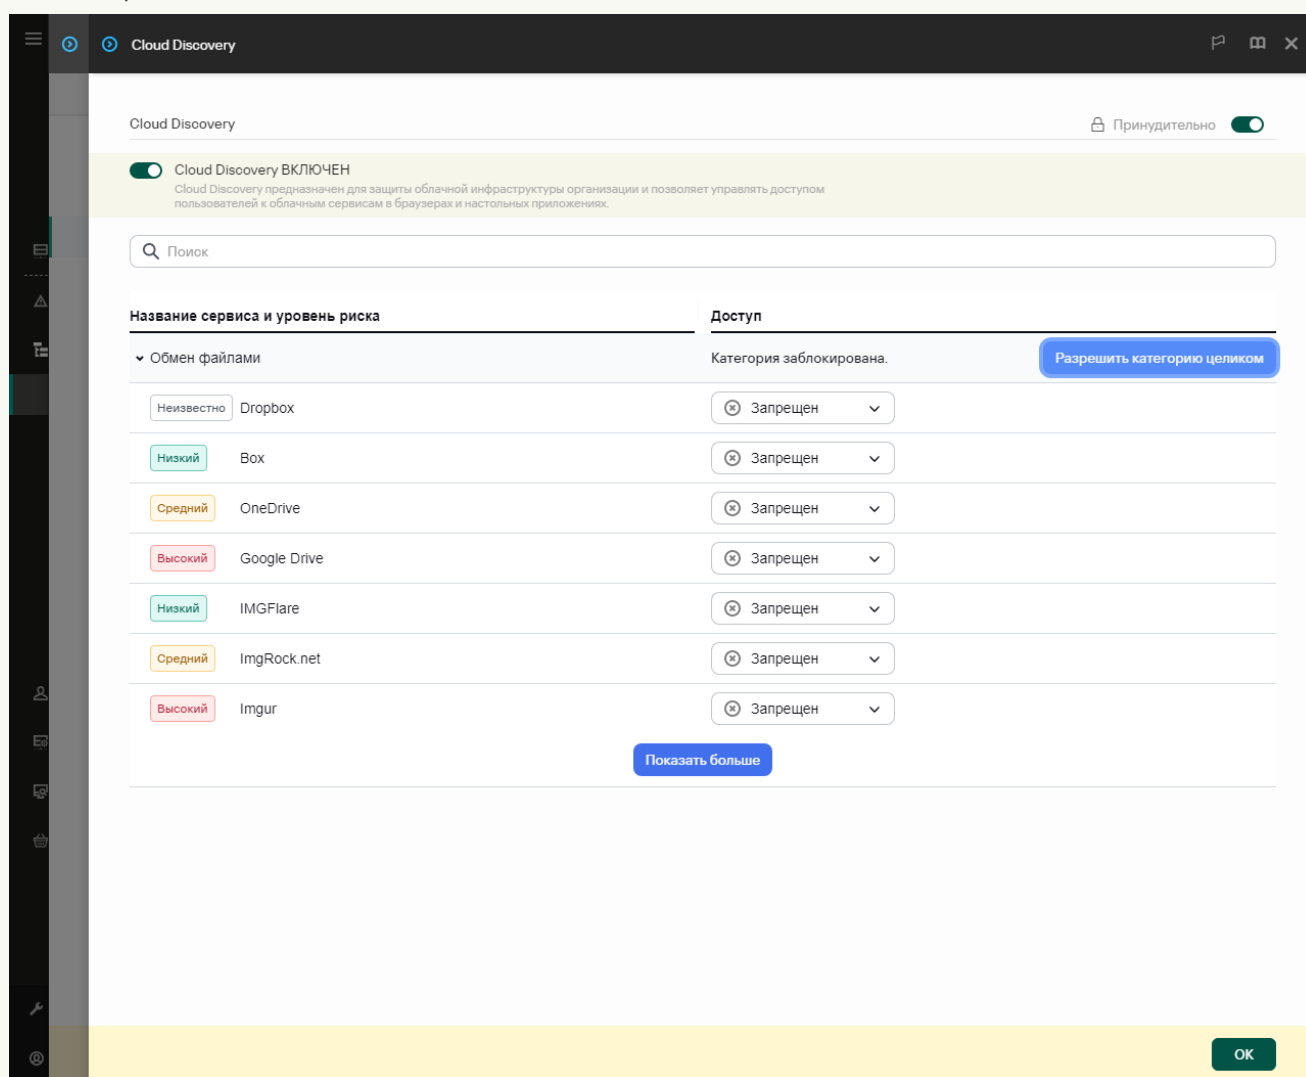 Cloud Discovery
Cloud Discovery
Принудительно
Cloud Discovery ВКЛЮЧЕН
Cloud Discovery предназначен для защиты облачной инфраструктуры организации и позволяет управлять доступом
пользователей к облачным сервисам в браузерах и настольных приложениях.
Поиск
Название сервиса и уровень риска Доступ
Обмен файлами Категория заблокирована. Разрешить категорию целиком
Неизвестно Dropbox Запрещен
Низкий Box Запрещен
Средний OneDrive Запрещен
Высокий Google Drive Запрещен
Низкий IMGFlare Запрещен
Средний ImgRock.net Запрещен
Высокий Imgur Запрещен
Показать больше
ОК